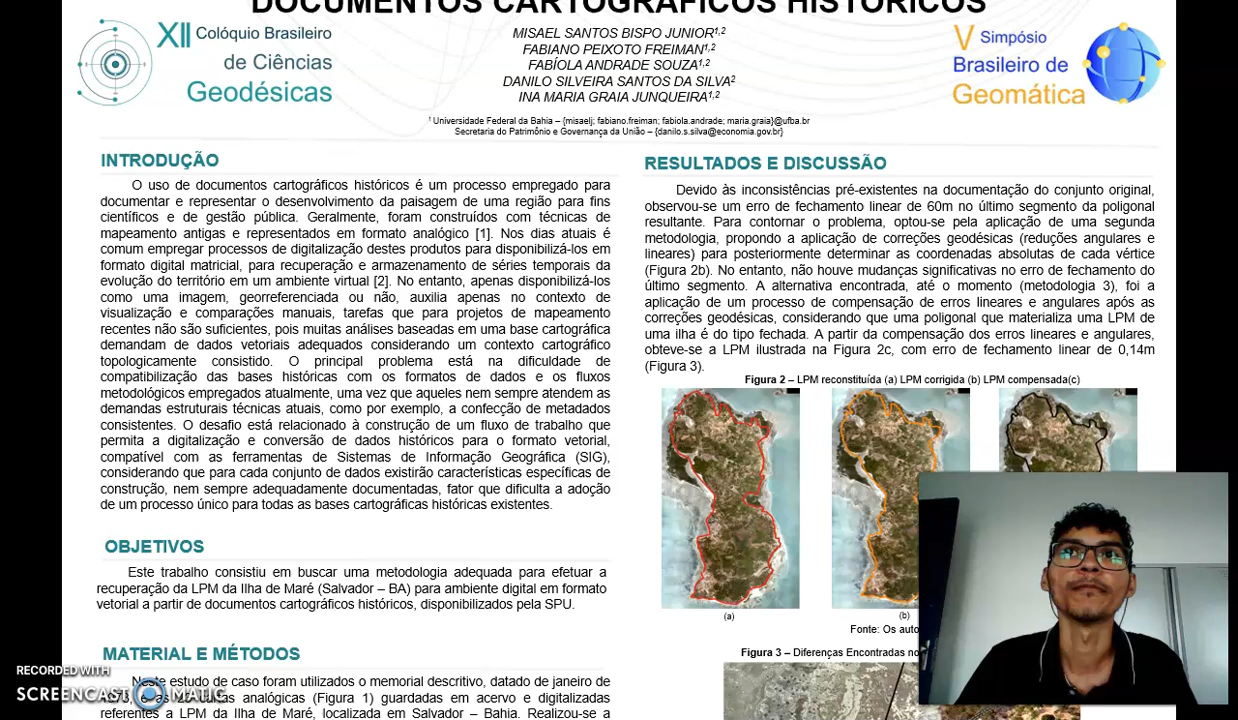 DOCUMENTOS CARTOGRÁFICOS HISTÓRICOS
XII Colóquio Brasileiro
de Ciências
Geodésicas
MISAEL SANTOS BISPO JUNIOR1,2
FABIANO PEIXOTO FREIMAN1,2
FABÍOLA ANDRADE SOUZA1,2
DANILO SILVEIRA SANTOS DA SILVA2
INA MARIA GRAIA JUNQUEIRA1,2
V Simpósio
Brasileiro de
Geomática
1 Universidade Federal da Bahia – {misaelj; fabiano.freiman; fabiola.andrade; maria.graia}@ufba.br
Secretaria do Patrimônio e Governança da União – {danilo.s.silva@economia.gov.br}
INTRODUÇÃO
O uso de documentos cartográficos históricos é um processo empregado para
documentar e representar o desenvolvimento da paisagem de uma região para fins
científicos e de gestão pública. Geralmente, foram construídos com técnicas de
mapeamento antigas e representados em formato analógico [1]. Nos dias atuais é
comum empregar processos de digitalização destes produtos para disponibilizá-los em
formato digital matricial, para recuperação e armazenamento de séries temporais da
evolução do território em um ambiente virtual [2]. No entanto, apenas disponibilizá-los
como uma imagem, georreferenciada ou não, auxilia apenas no contexto de
visualização e comparações manuais, tarefas que para projetos de mapeamento
recentes não são suficientes, pois muitas análises baseadas em uma base cartográfica
demandam de dados vetoriais adequados considerando um contexto cartográfico
topologicamente consistido. O principal problema está na dificuldade de
compatibilização das bases históricas com os formatos de dados e os fluxos
metodológicos empregados atualmente, uma vez que aqueles nem sempre atendem as
demandas estruturais técnicas atuais, como por exemplo, a confecção de metadados
consistentes. O desafio está relacionado à construção de um fluxo de trabalho que
permita a digitalização e conversão de dados históricos para o formato vetorial,
compatível com as ferramentas de Sistemas de Informação Geográfica (SIG),
considerando que para cada conjunto de dados existirão características específicas de
construção, nem sempre adequadamente documentadas, fator que dificulta a adoção
de um processo único para todas as bases cartográficas históricas existentes.
OBJETIVOS
Este trabalho consistiu em buscar uma metodologia adequada para efetuar a
recuperação da LPM da Ilha de Maré (Salvador – BA) para ambiente digital em formato
vetorial a partir de documentos cartográficos históricos, disponibilizados pela SPU.
MATERIAL E MÉTODOS
Neste estudo de caso foram utilizados o memorial descritivo, datado de janeiro de
analógicas (Figura 1) guardadas em acervo e digitalizadas
referentes a LPM da Ilha de Maré, localizada em Salvador – Bahia. Realizou-se a
RESULTADOS E DISCUSSÃO
Devido às inconsistências pré-existentes na documentação do conjunto original,
observou-se um erro de fechamento linear de 60m no último segmento da poligonal
resultante. Para contornar o problema, optou-se pela aplicação de uma segunda
metodologia, propondo a aplicação de correções geodésicas (reduções angulares e
lineares) para posteriormente determinar as coordenadas absolutas de cada vértice
(Figura 2b). No entanto, não houve mudanças significativas no erro de fechamento do
último segmento. A alternativa encontrada, até o momento (metodologia 3), foi a
aplicação de um processo de compensação de erros lineares e angulares após as
correções geodésicas, considerando que uma poligonal que materializa uma LPM de
uma ilha é do tipo fechada. A partir da compensação dos erros lineares e angulares,
obteve-se a LPM ilustrada na Figura 2c, com erro de fechamento linear de 0,14m
(Figura 3).
Figura 2 – LPM reconstituída (a) LPM corrigida (b) LPM compensada(c)
(a)
(b)
Fonte: Os auto
Figura 3 – Diferenças Encontradas no
RECORDED WITH
SCREENCAST MATIC